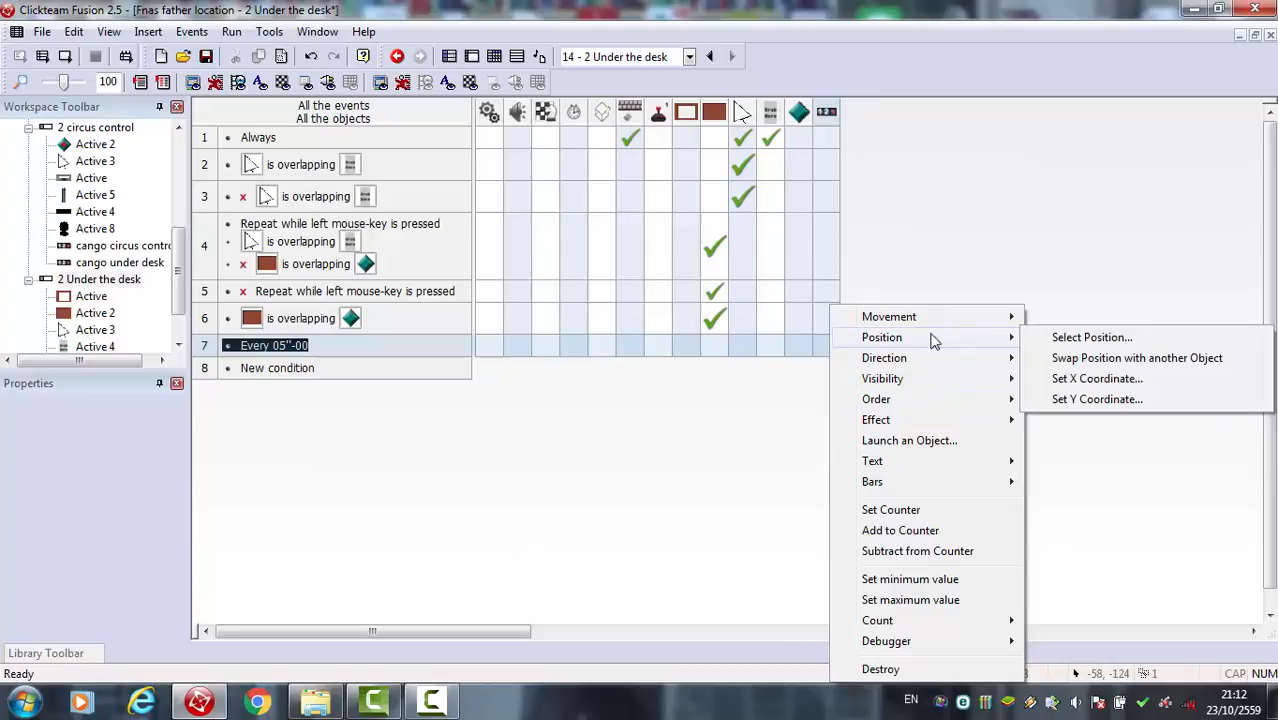 Clickteam Fusion 2.5 - [Fnas father location - 2 Under the desk*]
File Edit View Insert Events Run Tools Window Help
14 - 2 Under the desk
100
Workspace Toolbar
2 circus control
Active 2
Active 3
Active
Active 5
Active 4
Active 8
cango circus contro
cango under desk
2 Under the desk
Active
Active 2
Active 3
Active 4
Properties
Library Toolbar
All the events
All the objects
1 Always
2 is overlapping
3 x is overlapping
Repeat while left mouse-key is pressed
4 is overlapping
x is overlapping
5 x Repeat while left mouse-key is pressed
6 is overlapping
7 Every 05''-00
8 New condition
Movement
Position
Direction
Visibility
Order
Effect
Launch an Object...
Text
Bars
Set Counter
Add to Counter
Subtract from Counter
Set minimum value
Set maximum value
Count
Debugger
Destroy
Select Position...
Swap Position with another Object
Set X Coordinate...
Set Y Coordinate...
Ready
-58, -124
1
CAP NUM
EN
21:12
23/10/2559